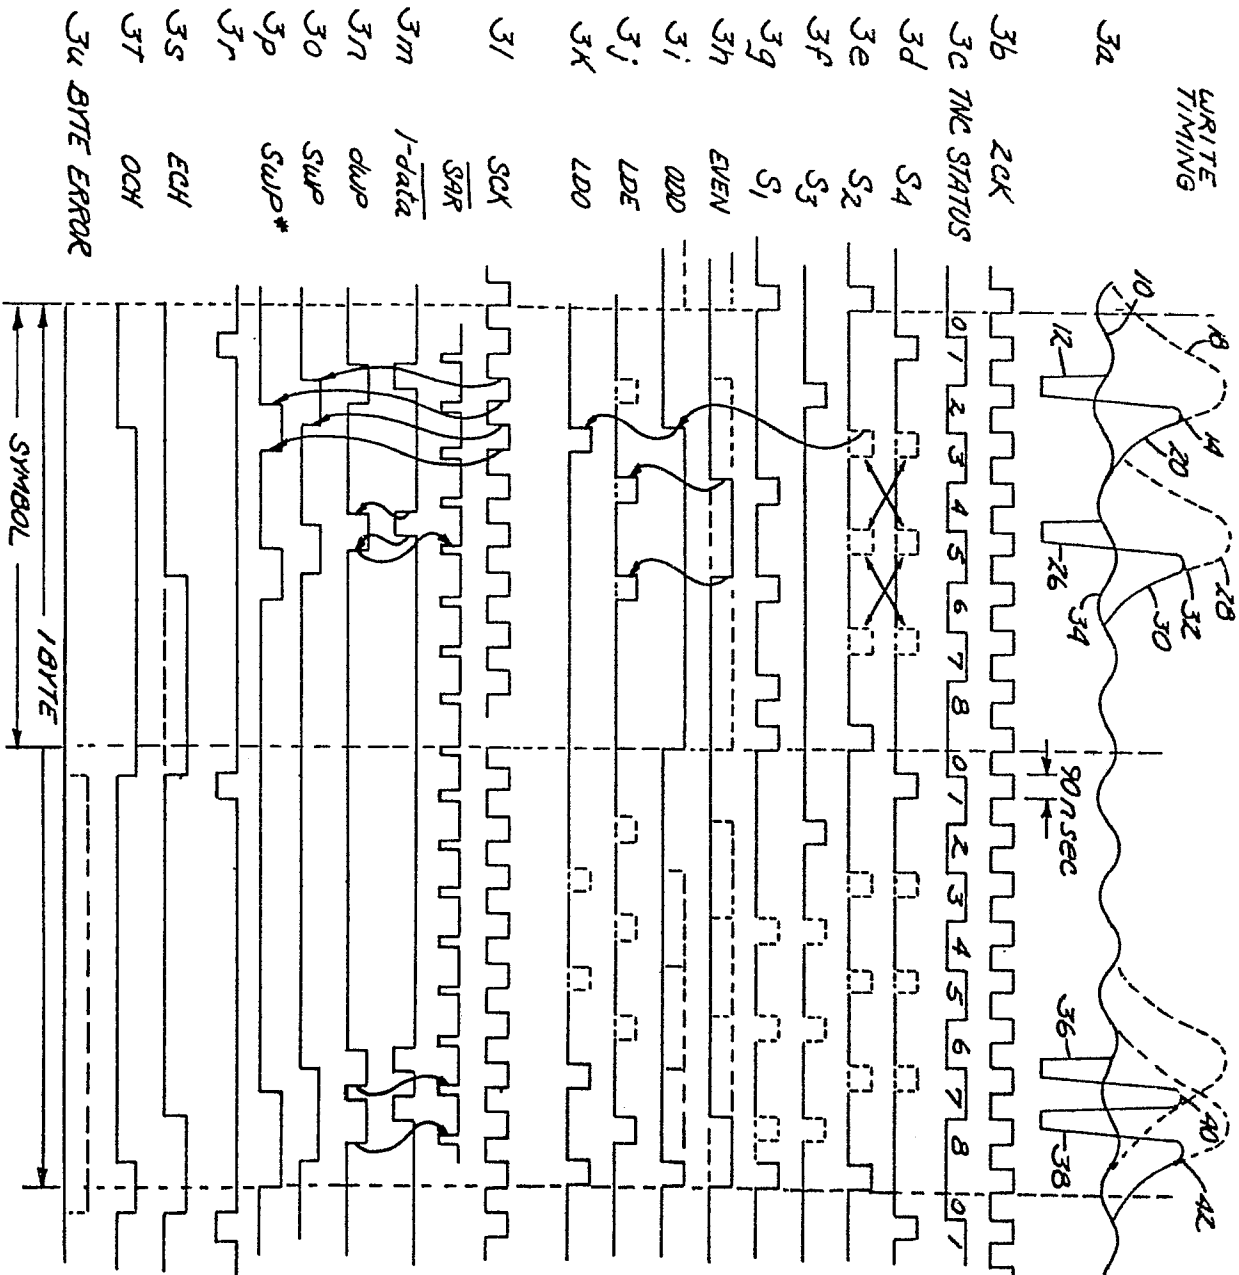 WRITE
TIMING
10 18 28 40 42
12 14 20 26 32 30 34 36 38
3a
90 nsec
3b 2CK
3c TNC STATUS 0 1 2 3 4 5 6 7 8 0 1 2 3 4 5 6 7 8 0 1
3d S4
3e S2
3f S3
3g S1
3h EVEN
3i ODD
3j LDE
3k LDO
3l SCK
SAR
3m 1-data
3n dwp
3o Swp
3p Swp*
3r
3s ECH
3t OCH
3u BYTE ERROR
1 BYTE
SYMBOL